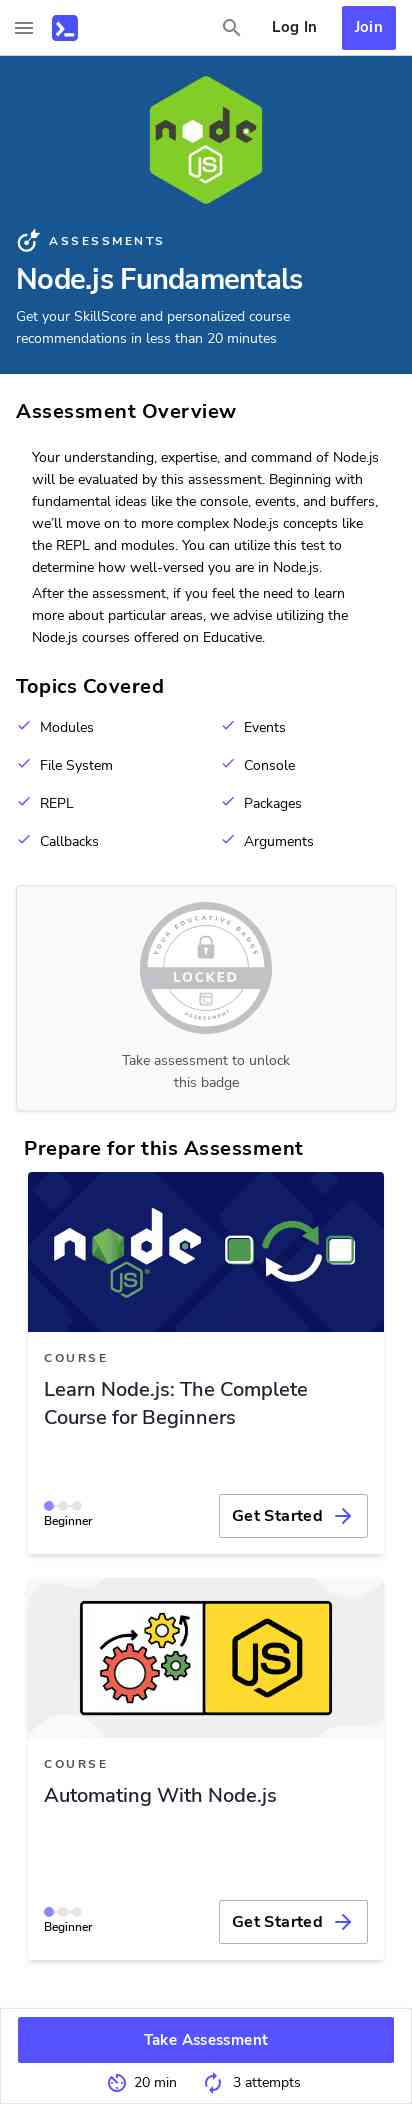 Log In
Join
node
JS
ASSESSMENTS
Node.js Fundamentals
Get your SkillScore and personalized course
recommendations in less than 20 minutes
Assessment Overview
Your understanding, expertise, and command of Node.js
will be evaluated by this assessment. Beginning with
fundamental ideas like the console, events, and buffers,
we’ll move on to more complex Node.js concepts like
the REPL and modules. You can utilize this test to
determine how well-versed you are in Node.js.
After the assessment, if you feel the need to learn
more about particular areas, we advise utilizing the
Node.js courses offered on Educative.
Topics Covered
Modules
Events
File System
Console
REPL
Packages
Callbacks
Arguments
YOUR EDUCATIVE BADGE
LOCKED
ASSESSMENT
Take assessment to unlock
this badge
Prepare for this Assessment
node
JS
COURSE
Learn Node.js: The Complete
Course for Beginners
Beginner
Get Started
JS
COURSE
Automating With Node.js
Beginner
Get Started
Take Assessment
20 min
3 attempts